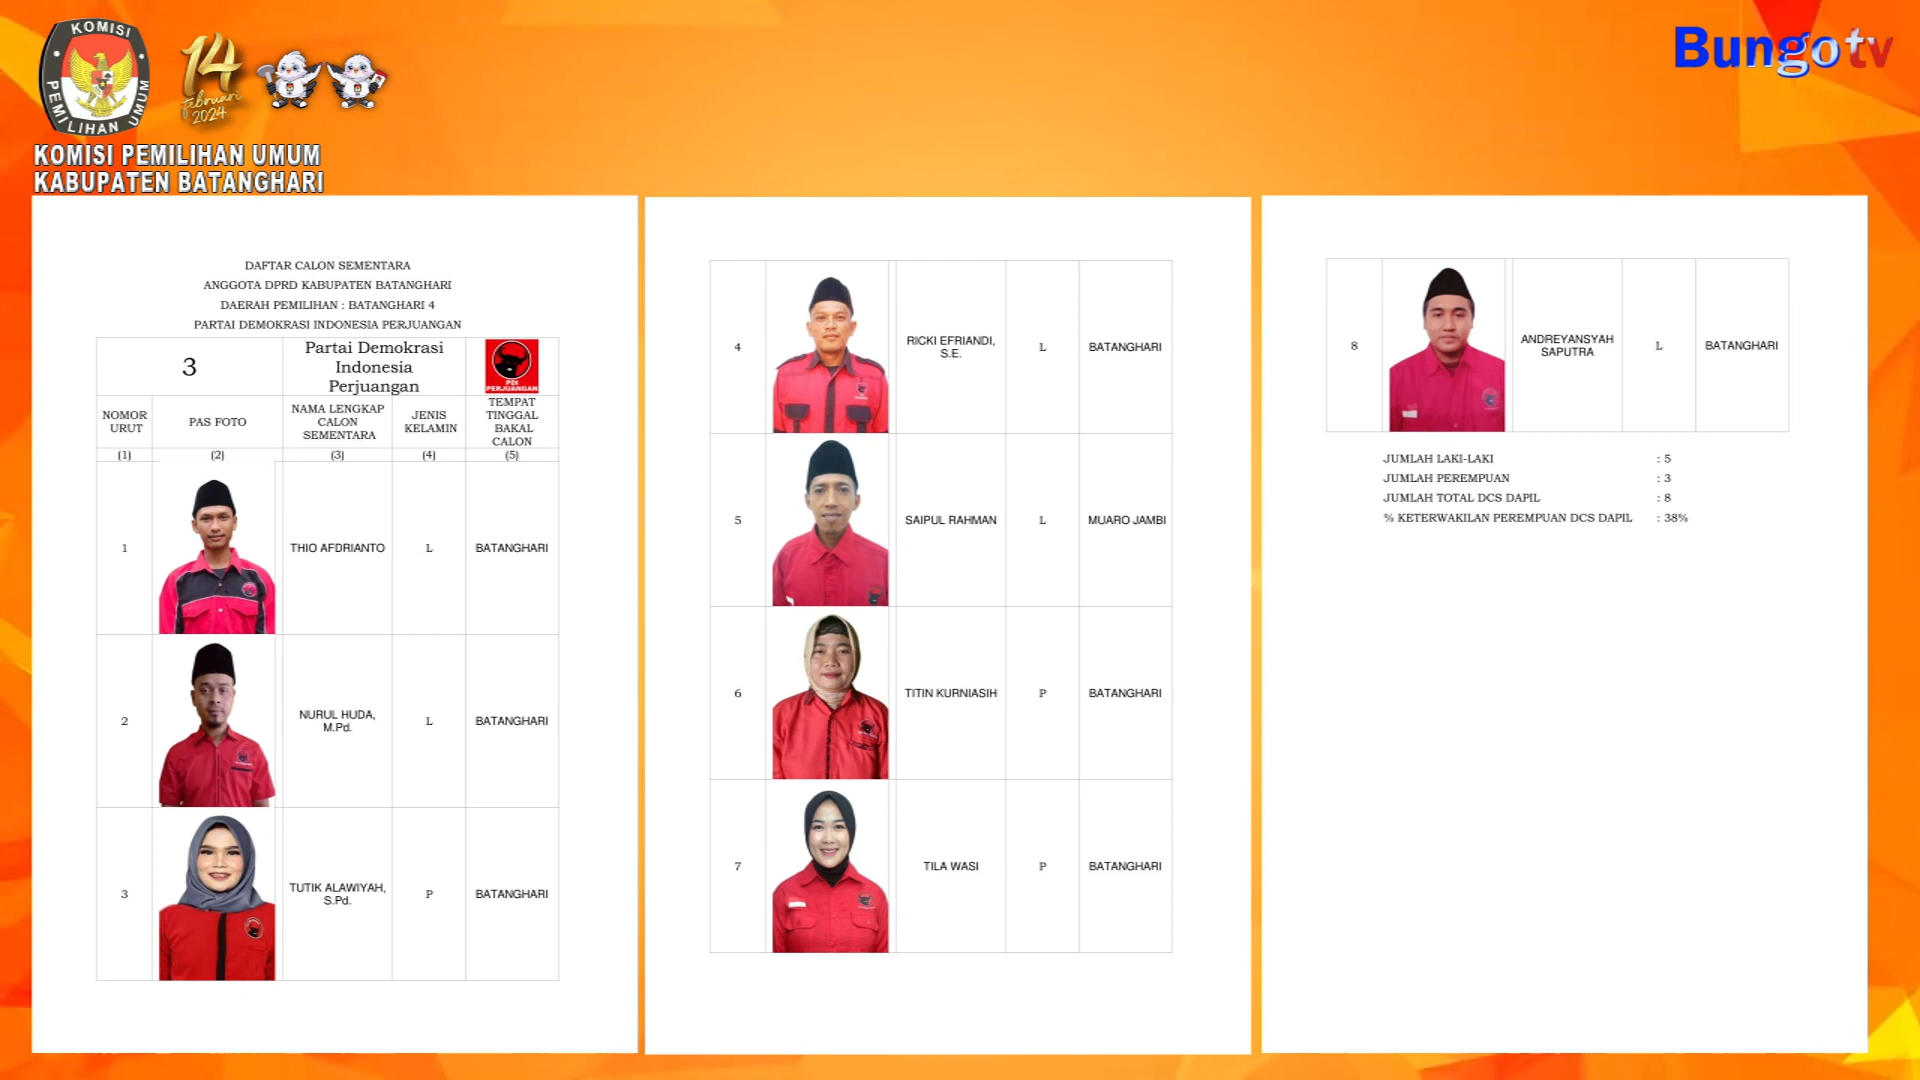 KOMISI
PEMILIHAN UMUM
14
Februari
2024
Bungotv
KOMISI PEMILIHAN UMUM
KABUPATEN BATANGHARI
DAFTAR CALON SEMENTARA
ANGGOTA DPRD KABUPATEN BATANGHARI
DAERAH PEMILIHAN : BATANGHARI 4
PARTAI DEMOKRASI INDONESIA PERJUANGAN
3
Partai Demokrasi
Indonesia
Perjuangan
PDI
PERJUANGAN
NOMOR
URUT
PAS FOTO
NAMA LENGKAP
CALON
SEMENTARA
JENIS
KELAMIN
TEMPAT
TINGGAL
BAKAL
CALON
(1) (2) (3) (4) (5)
1 THIO AFDRIANTO L BATANGHARI
2 NURUL HUDA,
M.Pd. L BATANGHARI
3 TUTIK ALAWIYAH,
S.Pd. P BATANGHARI
4 RICKI EFRIANDI,
S.E. L BATANGHARI
5 SAIPUL RAHMAN L MUARO JAMBI
6 TITIN KURNIASIH P BATANGHARI
7 TILA WASI P BATANGHARI
8 ANDREYANSYAH
SAPUTRA L BATANGHARI
JUMLAH LAKI-LAKI : 5
JUMLAH PEREMPUAN : 3
JUMLAH TOTAL DCS DAPIL : 8
% KETERWAKILAN PEREMPUAN DCS DAPIL : 38%